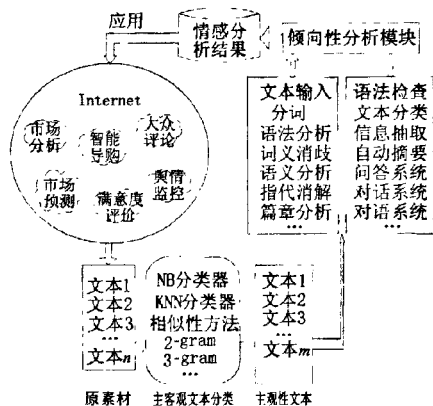 应用
情感分
析结果
倾向性分析模块
Internet
市场
分析
智能
导购
大众
评论
市场
预测
满意度
评价
舆情
监控
文本输入
分词
语法分析
词义消歧
语义分析
指代消解
篇章分析
...
语法检查
文本分类
信息抽取
自动摘要
问答系统
对话系统
对语系统
...
文本1
文本2
文本3
...
文本n
原素材
NB分类器
KNN分类器
相似性方法
2-gram
3-gram
...
主客观文本分类
文本1
文本2
文本3
...
文本m
主观性文本